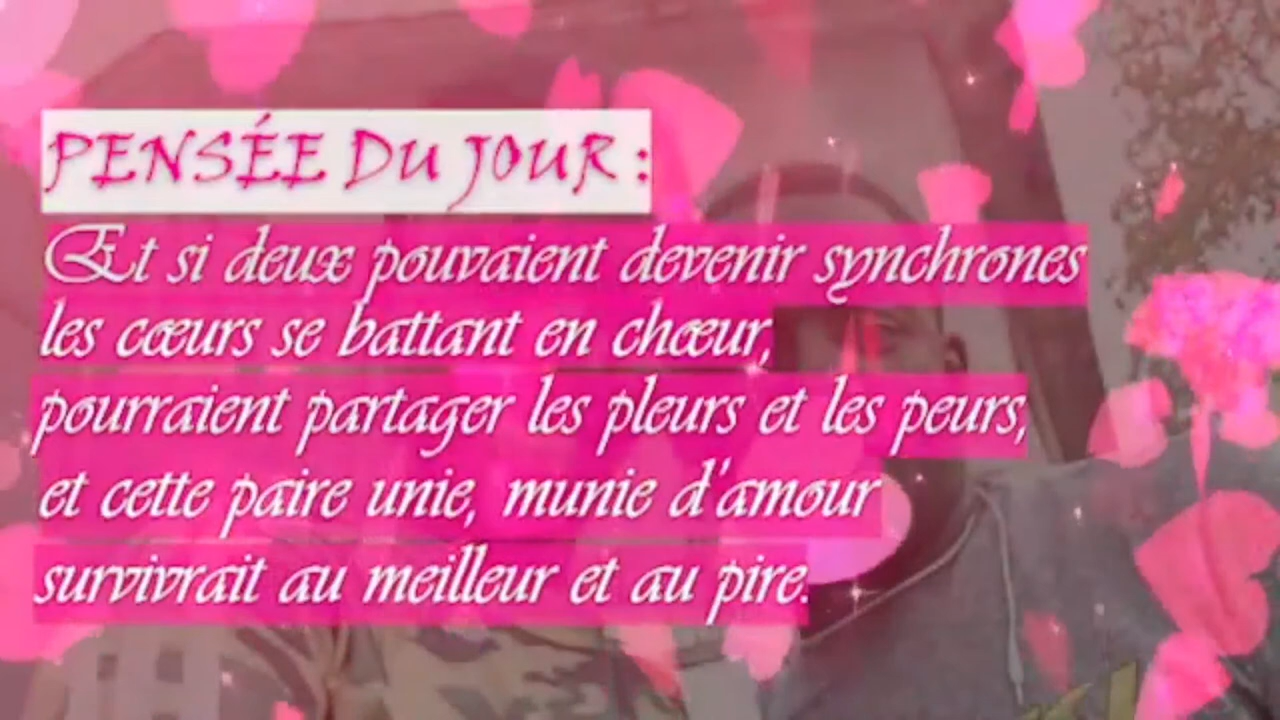 PENSÉE DU JOUR :
Et si deux pouvaient devenir synchrones
les cœurs se battant en chœur,
pourraient partager les pleurs et les peurs,
et cette paire unie, munie d'amour
survivrait au meilleur et au pire.